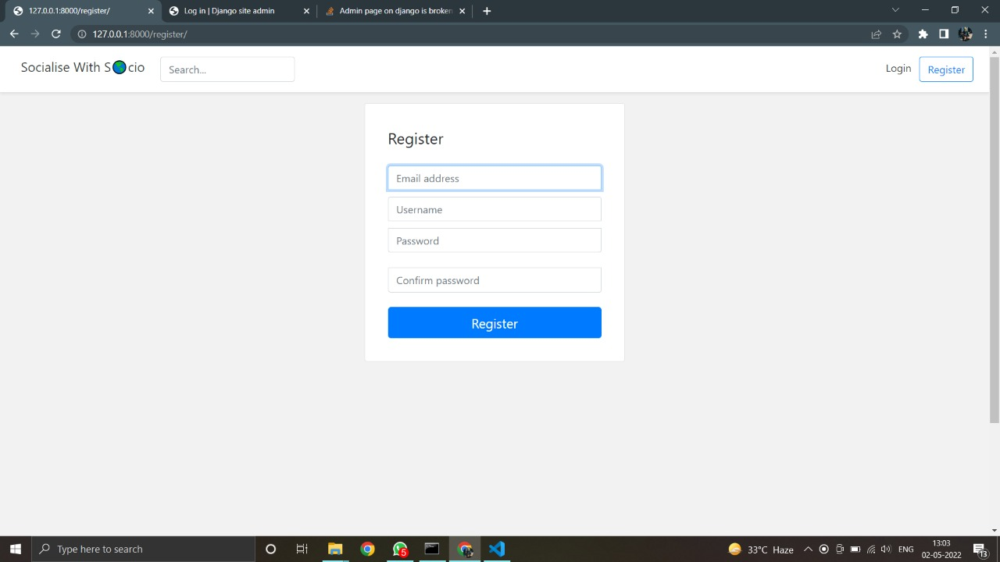 127.0.0.1:8000/register/
Log in | Django site admin
Admin page on django is broken
127.0.0.1:8000/register/
Socialise With S🌎cio
Search...
Login
Register
Register
Email address
Username
Password
Confirm password
Register
Type here to search
5
33°C Haze
ENG
13:03
02-05-2022
13